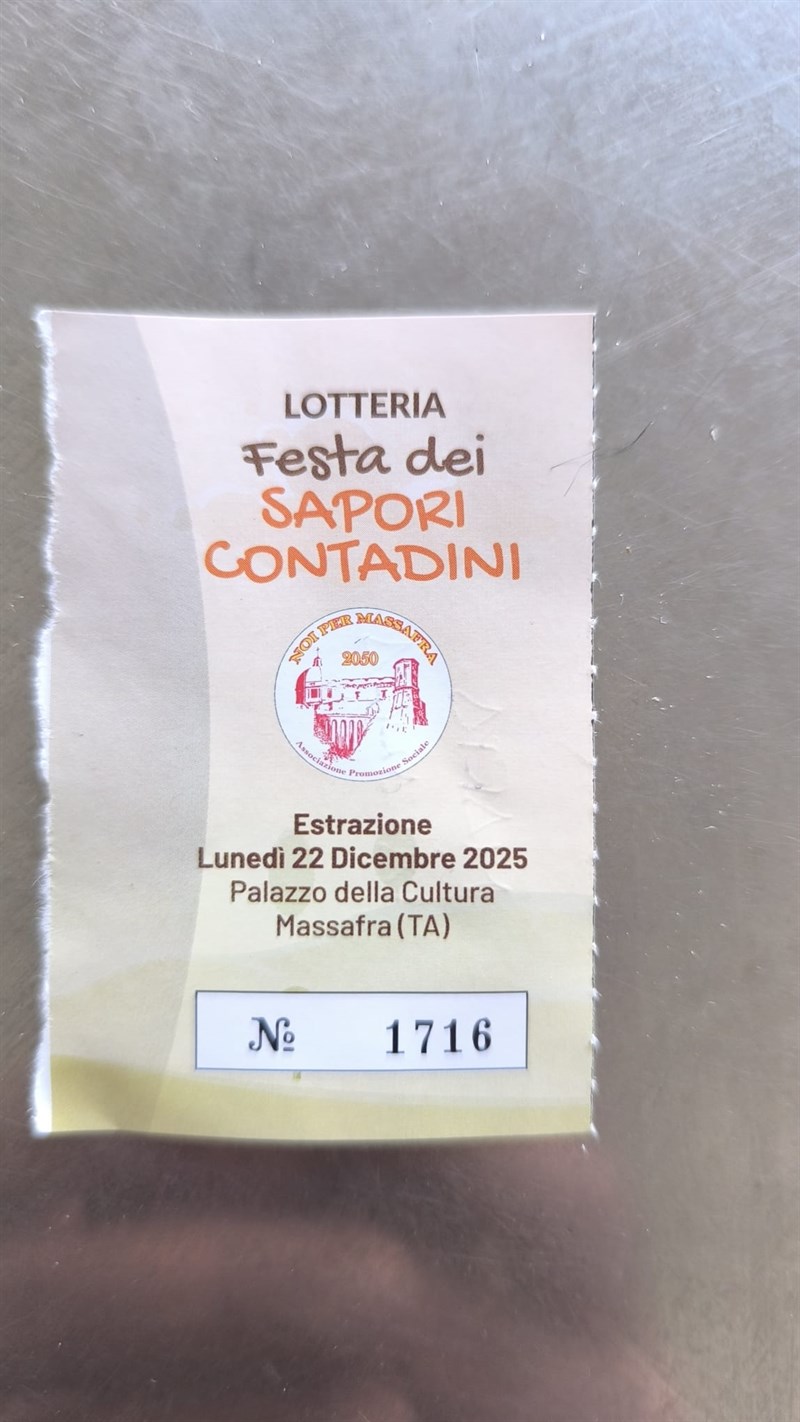 LOTTERIA
Festa dei
SAPORI
CONTADINI
NOI PER MASSAFRA
2050
Associazione Promozione Sociale
Estrazione
Lunedì 22 Dicembre 2025
Palazzo della Cultura
Massafra (TA)
№ 1716